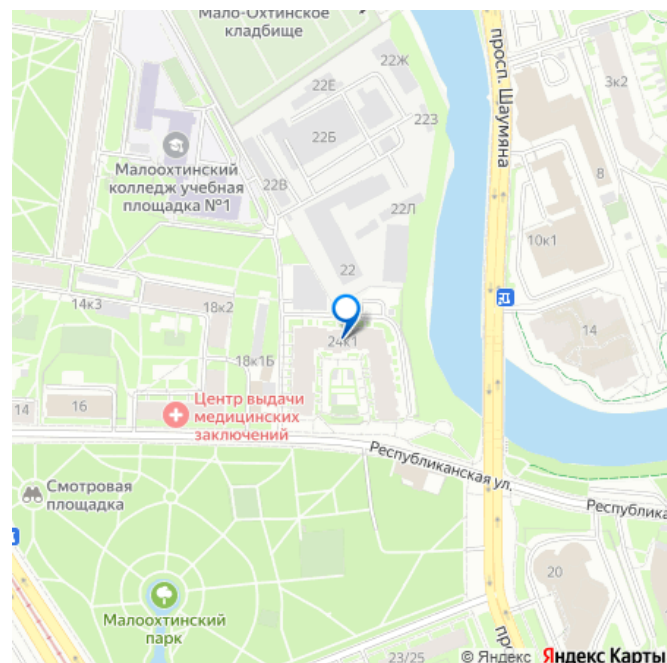 Мало-Охтинское
кладбище
просп. Шаумяна
22Ж
22Е
3к2
22З
22Б
Малоохтинский
колледж учебная
площадка №1
8
22В
22Л
10к1
22
14к3
18к2
14
24к1
18к1Б
Центр выдачи
медицинских
заключений
14
16
Республиканская ул.
Смотровая
площадка
Республика
20
Малоохтинский
парк
23/25
про
© Яндекс Яндекс Карты